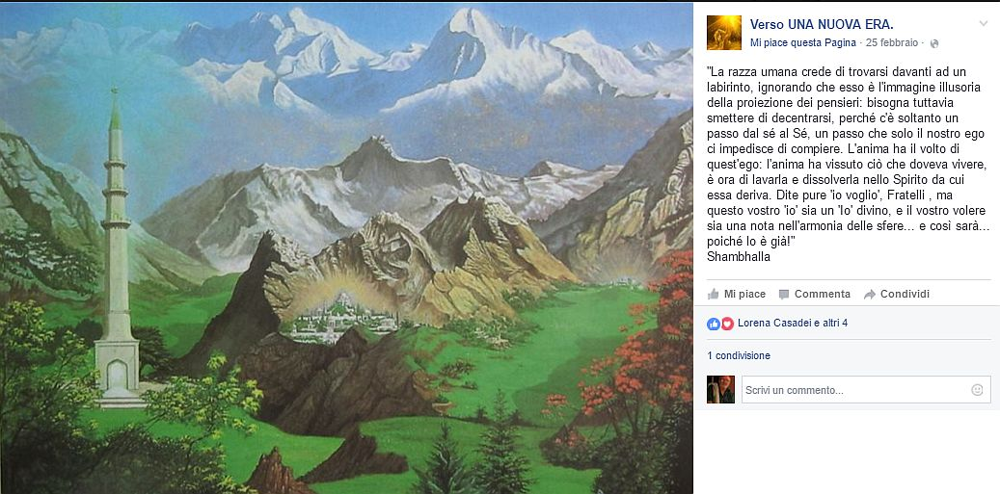 Verso UNA NUOVA ERA.
Mi piace questa Pagina · 25 febbraio ·
"La razza umana crede di trovarsi davanti ad un
labirinto, ignorando che esso è l'immagine illusoria
della proiezione dei pensieri: bisogna tuttavia
smettere di decentrarsi, perché c'è soltanto un
passo dal sé al Sé, un passo che solo il nostro ego
ci impedisce di compiere. L'anima ha il volto di
quest'ego: l'anima ha vissuto ciò che doveva vivere,
è ora di lavarla e dissolverla nello Spirito da cui
essa deriva. Dite pure 'io voglio', Fratelli , ma
questo vostro 'io' sia un 'Io' divino, e il vostro volere
sia una nota nell'armonia delle sfere... e così sarà...
poiché lo è già!"
Shambhalla
Mi piace Commenta Condividi
Lorena Casadei e altri 4
1 condivisione
Scrivi un commento...